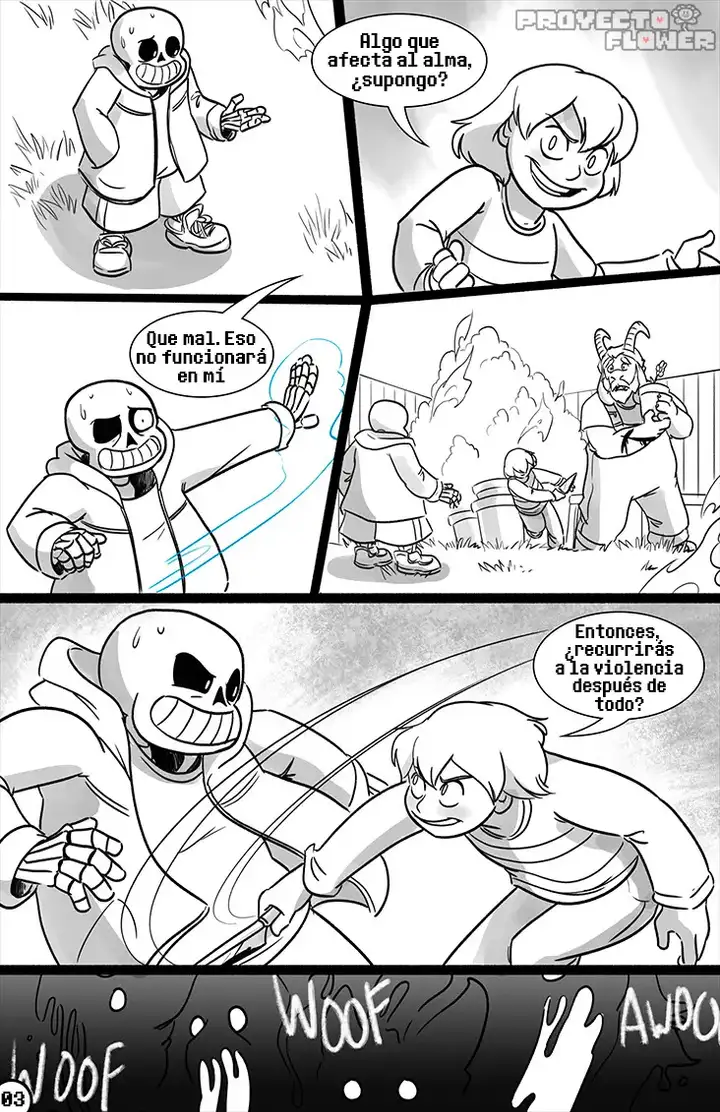 PROYECTO
FLOWER
Algo que
afecta al alma,
¿supongo?
Que mal. Eso
no funcionará
en mí
Entonces,
¿recurrirás
a la violencia
después de
todo?
WOOF
WOOF
AWOO
03